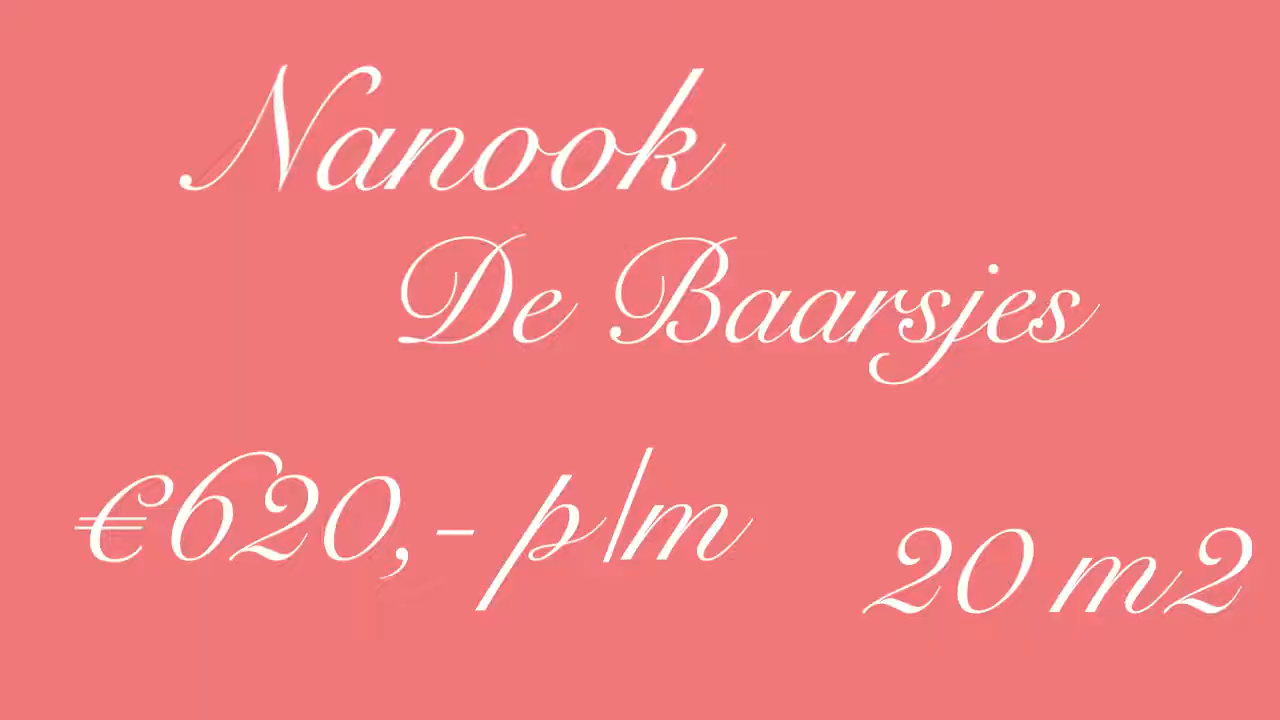 Nanook
De Baarsjes
€620,- p/m
20 m2